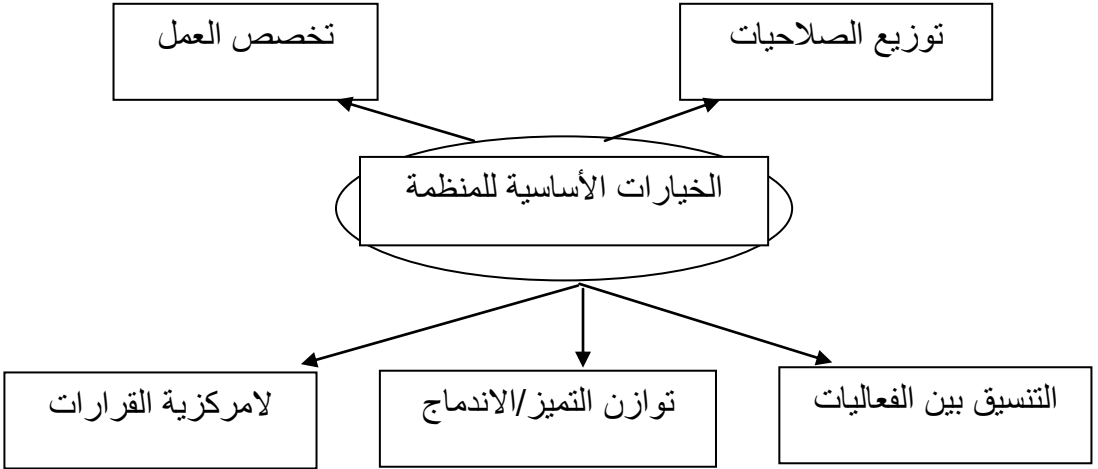 توزيع الصلاحيات
تخصص العمل
الخيارات الأساسية للمنظمة
التنسيق بين الفعاليات
توازن التميز/الاندماج
لامركزية القرارات